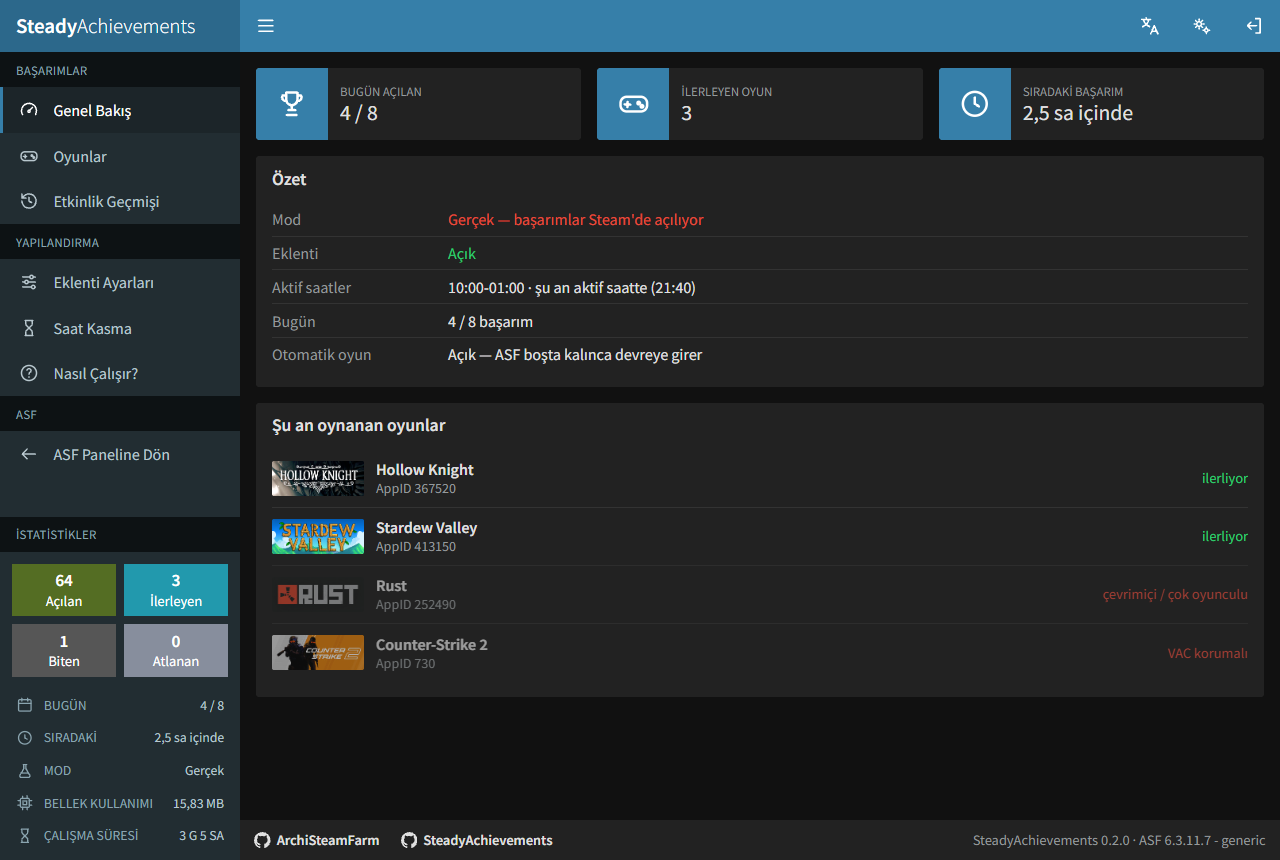 SteadyAchievements
BAŞARIMLAR
Genel Bakış
Oyunlar
Etkinlik Geçmişi
YAPILANDIRMA
Eklenti Ayarları
Saat Kasma
Nasıl Çalışır?
ASF
ASF Paneline Dön
İSTATİSTİKLER
64
Açılan
3
İlerleyen
1
Biten
0
Atlanan
BUGÜN 4 / 8
SIRADAKİ 2,5 sa içinde
MOD Gerçek
BELLEK KULLANIMI 15,83 MB
ÇALIŞMA SÜRESİ 3 G 5 SA
BUGÜN AÇILAN
4 / 8
İLERLEYEN OYUN
3
SIRADAKİ BAŞARIM
2,5 sa içinde
Özet
Mod Gerçek — başarımlar Steam'de açılıyor
Eklenti Açık
Aktif saatler 10:00-01:00 · şu an aktif saatte (21:40)
Bugün 4 / 8 başarım
Otomatik oyun Açık — ASF boşta kalınca devreye girer
Şu an oynanan oyunlar
HOLLOW KNIGHT
Hollow Knight
AppID 367520
ilerliyor
STARDEW
VALLEY
Stardew Valley
AppID 413150
ilerliyor
RUST
Rust
AppID 252490
çevrimiçi / çok oyunculu
COUNTER
STRIKE 2
Counter-Strike 2
AppID 730
VAC korumalı
ArchiSteamFarm
SteadyAchievements
SteadyAchievements 0.2.0 · ASF 6.3.11.7 - generic